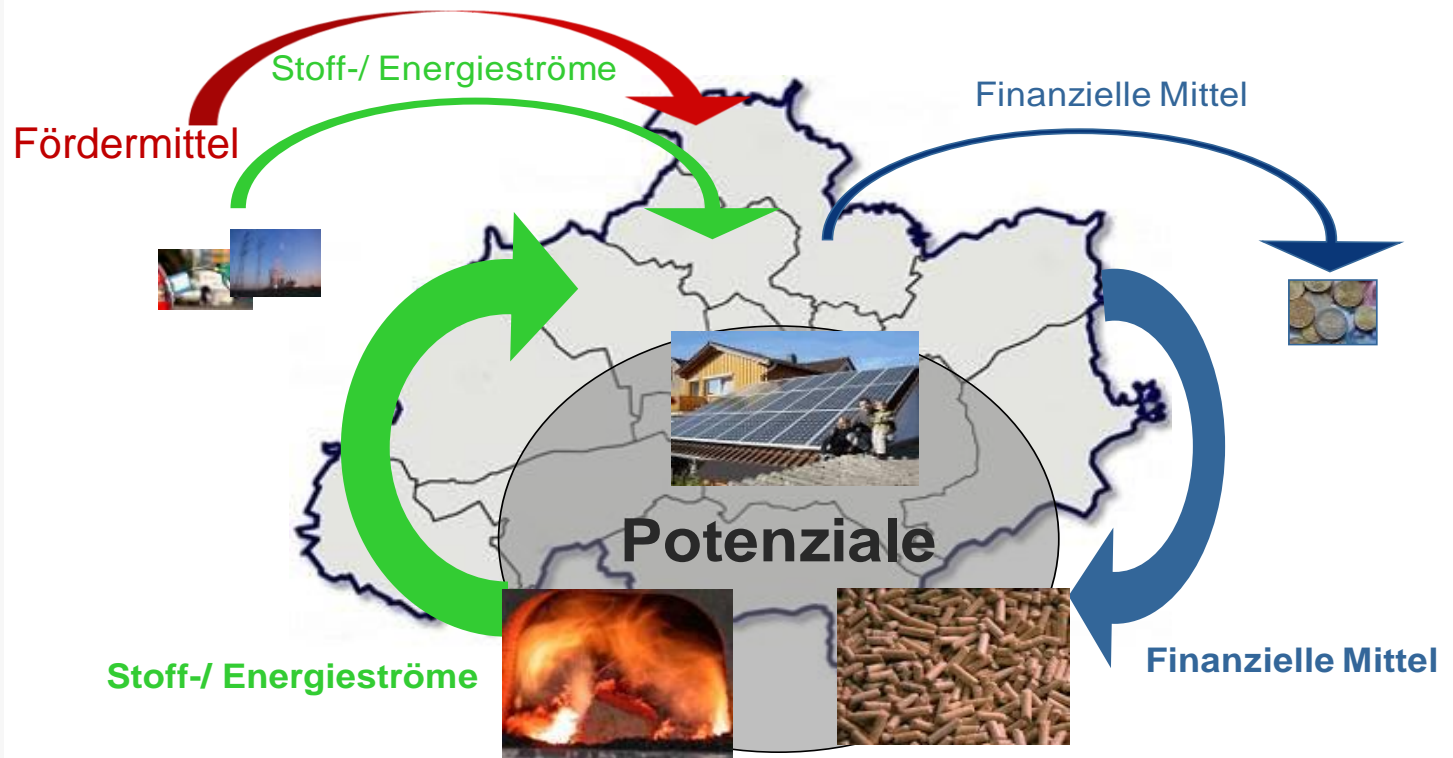 Stoff-/ Energieströme
Finanzielle Mittel
Fördermittel
Potenziale
Stoff-/ Energieströme
Finanzielle Mittel